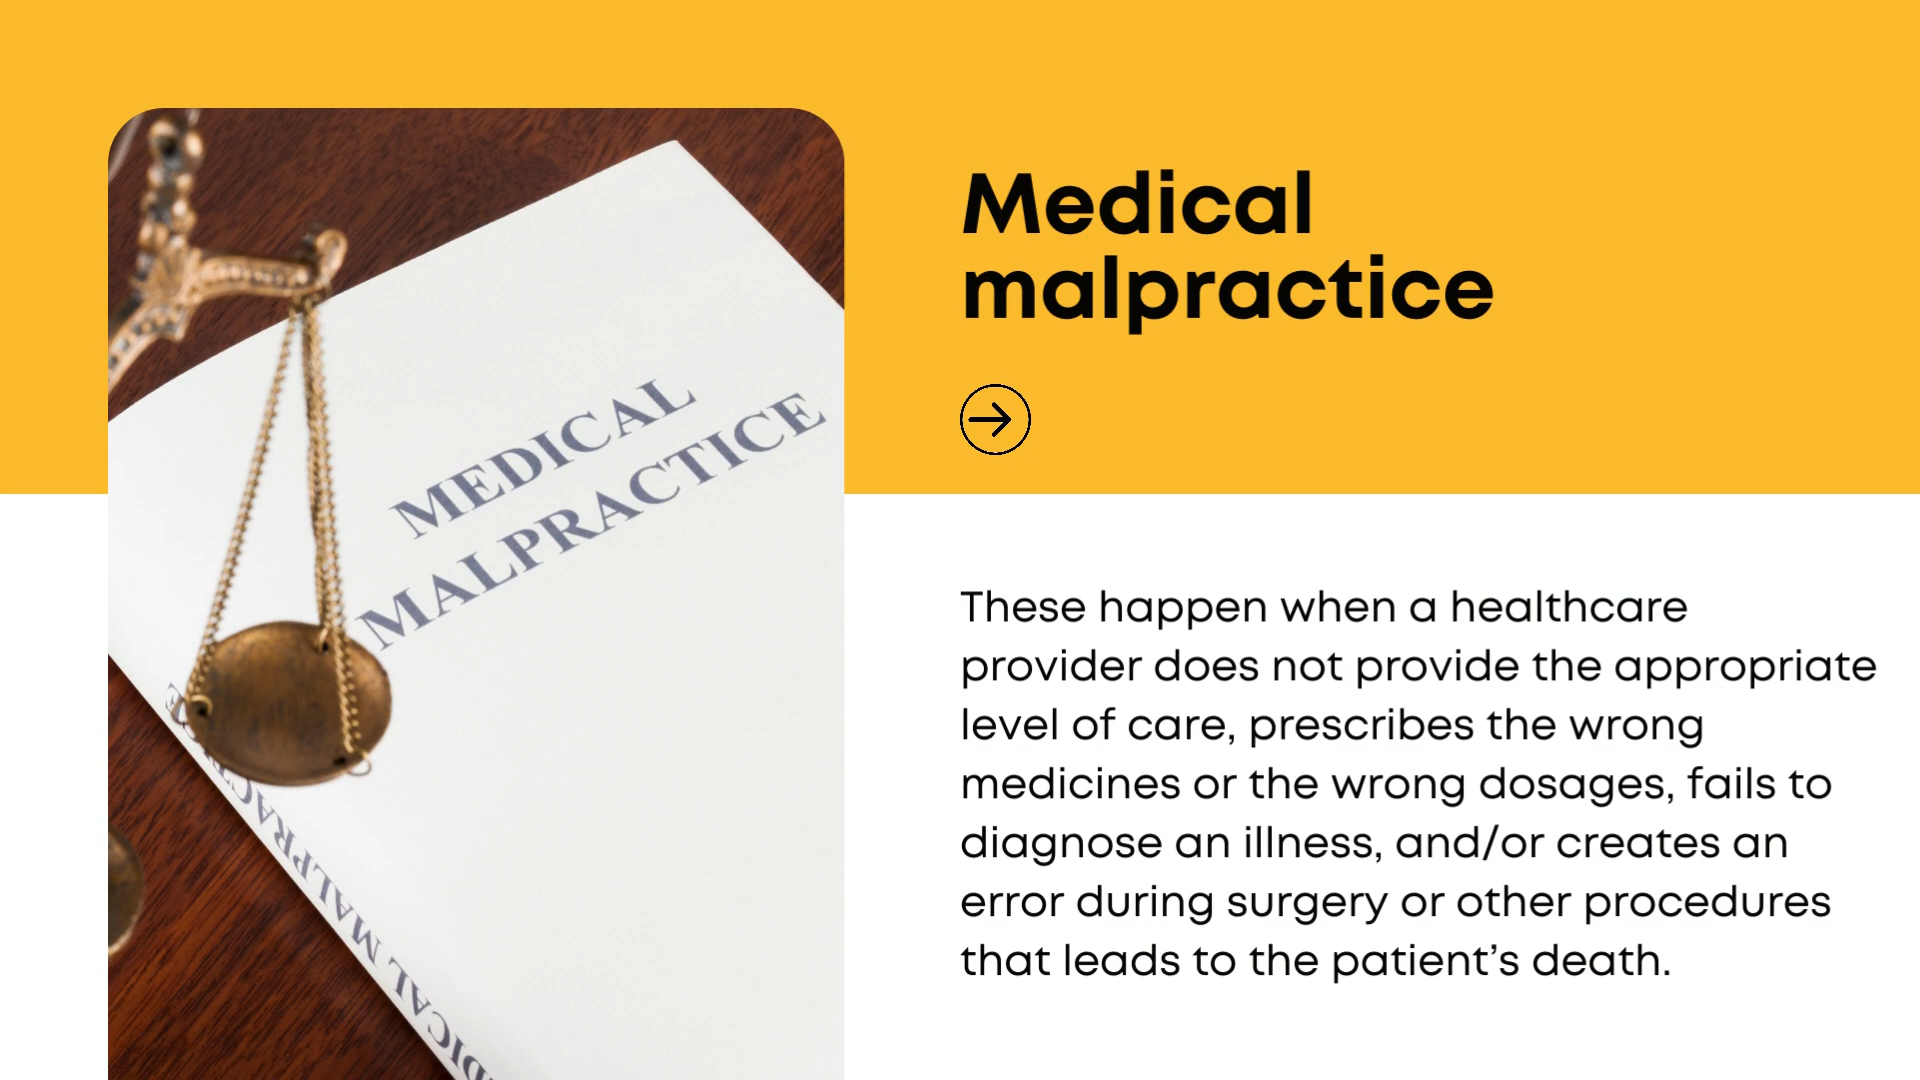 Medical
malpractice
MEDICAL
MALPRACTICE
These happen when a healthcare
provider does not provide the appropriate
level of care, prescribes the wrong
medicines or the wrong dosages, fails to
diagnose an illness, and/or creates an
error during surgery or other procedures
that leads to the patient’s death.
MALPRACT